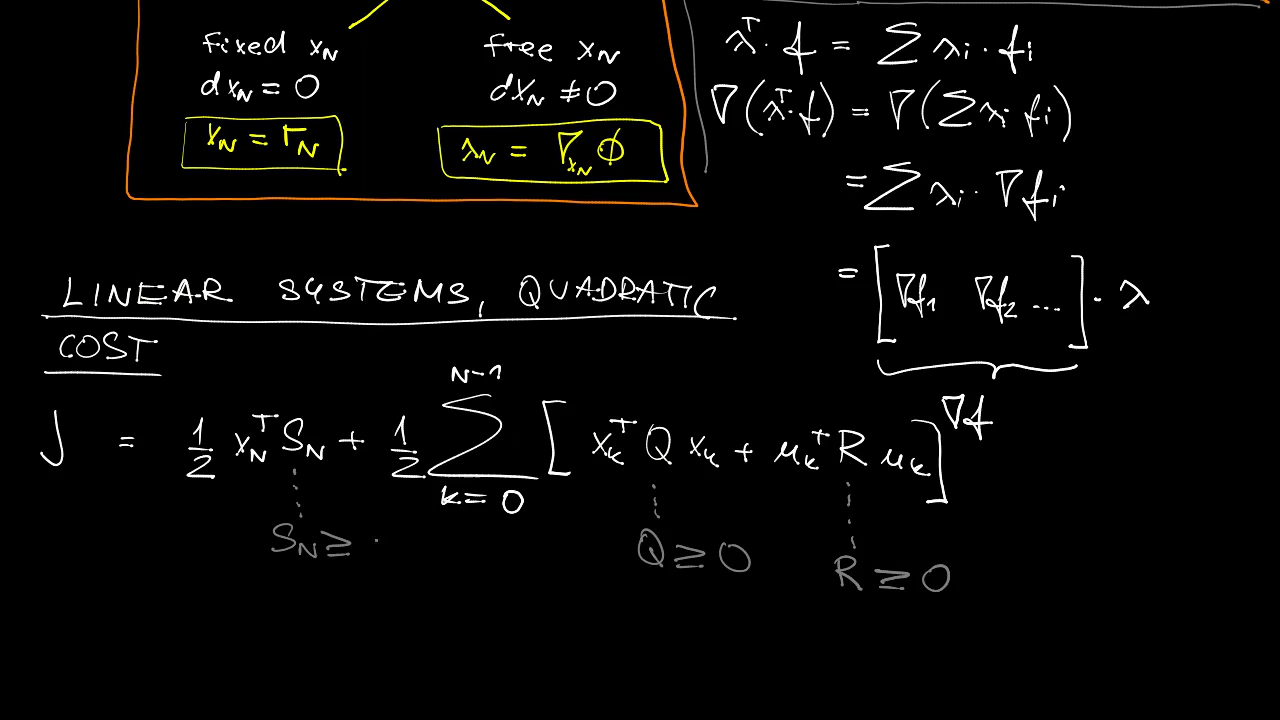 fixed x_N
dx_N = 0
x_N = r_N
free x_N
dx_N ≠ 0
λ_N = ∇_{x_N} ϕ
λ^T · f = ∑ λ_i · f_i
∇(λ^T · f) = ∇(∑ λ_i f_i)
= ∑ λ_i · ∇f_i
= [∇f_1 ∇f_2 ...] · λ
∇f
LINEAR SYSTEMS, QUADRATIC
COST
J = 1/2 x_N^T S_N + 1/2 ∑_{k=0}^{N-1} [x_k^T Q x_k + u_k^T R u_k]
S_N ≥
Q ≥ 0
R ≥ 0